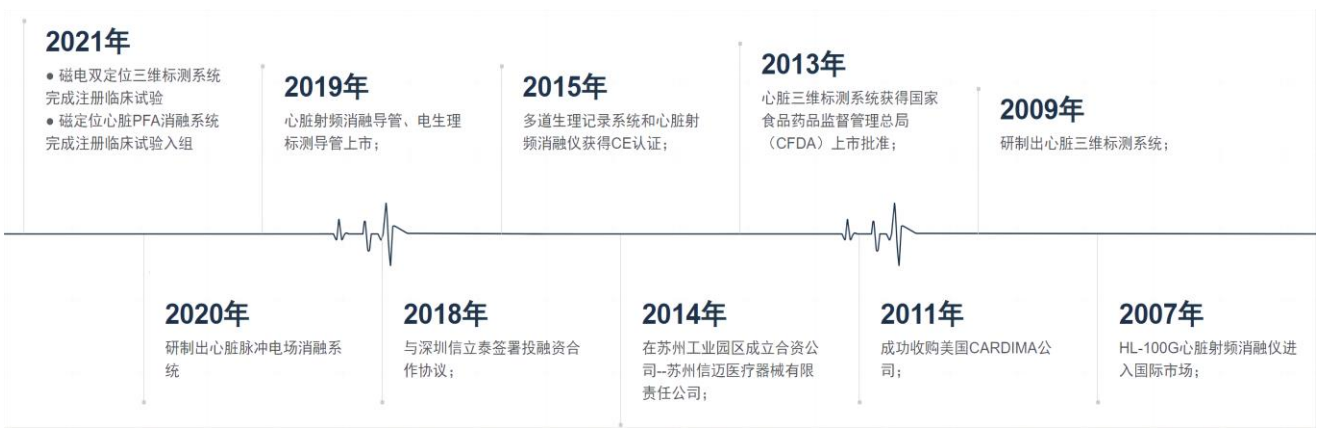 2021年
● 磁电双定位三维标测系统
完成注册临床试验
● 磁定位心脏PFA消融系统
完成注册临床试验入组
2019年
心脏射频消融导管、电生理
标测导管上市；
2015年
多道生理记录系统和心脏射
频消融仪获得CE认证；
2013年
心脏三维标测系统获得国家
食品药品监督管理总局
（CFDA）上市批准；
2009年
研制出心脏三维标测系统；
2020年
研制出心脏脉冲电场消融系
统
2018年
与深圳信立泰签署投融资合
作协议；
2014年
在苏州工业园区成立合资公
司--苏州信迈医疗器械有限
责任公司；
2011年
成功收购美国CARDIMA公
司；
2007年
HL-100G心脏射频消融仪进
入国际市场；